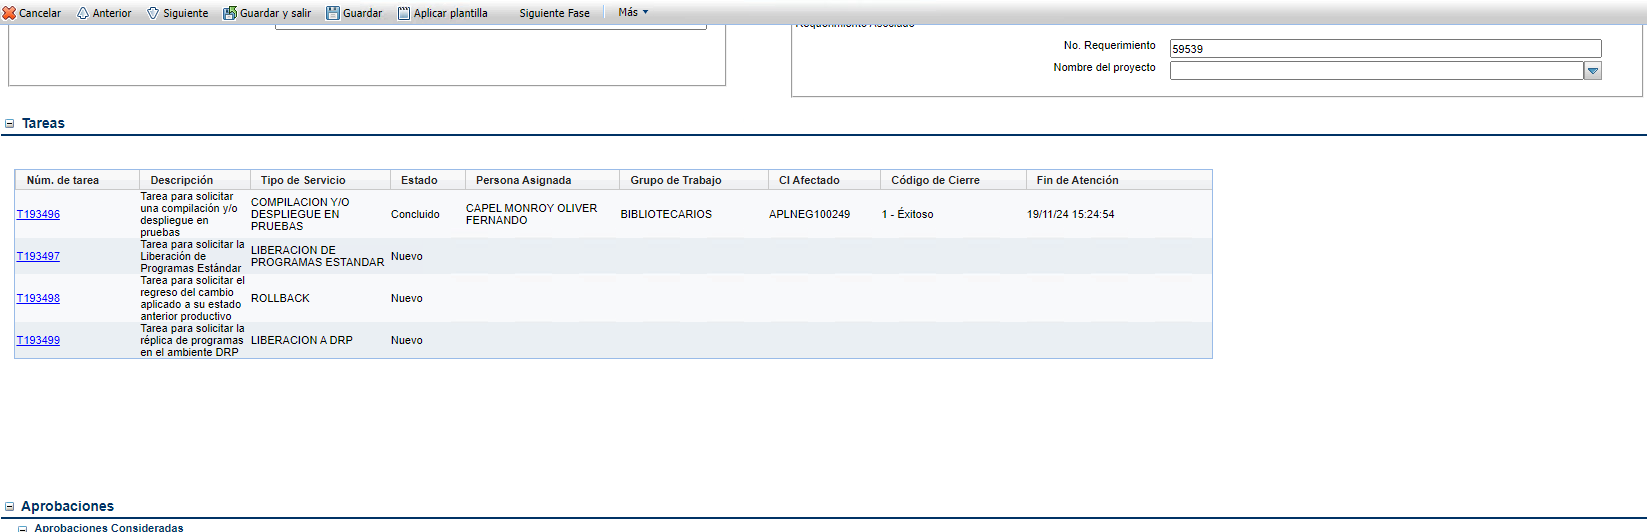 Cancelar Anterior Siguiente Guardar y salir Guardar Aplicar plantilla Siguiente Fase Más
Requerimiento Asociado
No. Requerimiento 59539
Nombre del proyecto
Tareas
Núm. de tarea Descripción Tipo de Servicio Estado Persona Asignada Grupo de Trabajo CI Afectado Código de Cierre Fin de Atención
T193496
Tarea para solicitar
una compilación y/o
despliegue en
pruebas
COMPILACION Y/O
DESPLIEGUE EN
PRUEBAS
Concluido
CAPEL MONROY OLIVER
FERNANDO
BIBLIOTECARIOS
APLNEG100249
1 - Éxitoso
19/11/24 15:24:54
T193497
Tarea para solicitar la
Liberación de
Programas Estándar
LIBERACION DE
PROGRAMAS ESTANDAR
Nuevo
T193498
Tarea para solicitar el
regreso del cambio
aplicado a su estado
anterior productivo
ROLLBACK
Nuevo
T193499
Tarea para solicitar la
réplica de programas
en el ambiente DRP
LIBERACION A DRP
Nuevo
Aprobaciones
Aprobaciones Consideradas